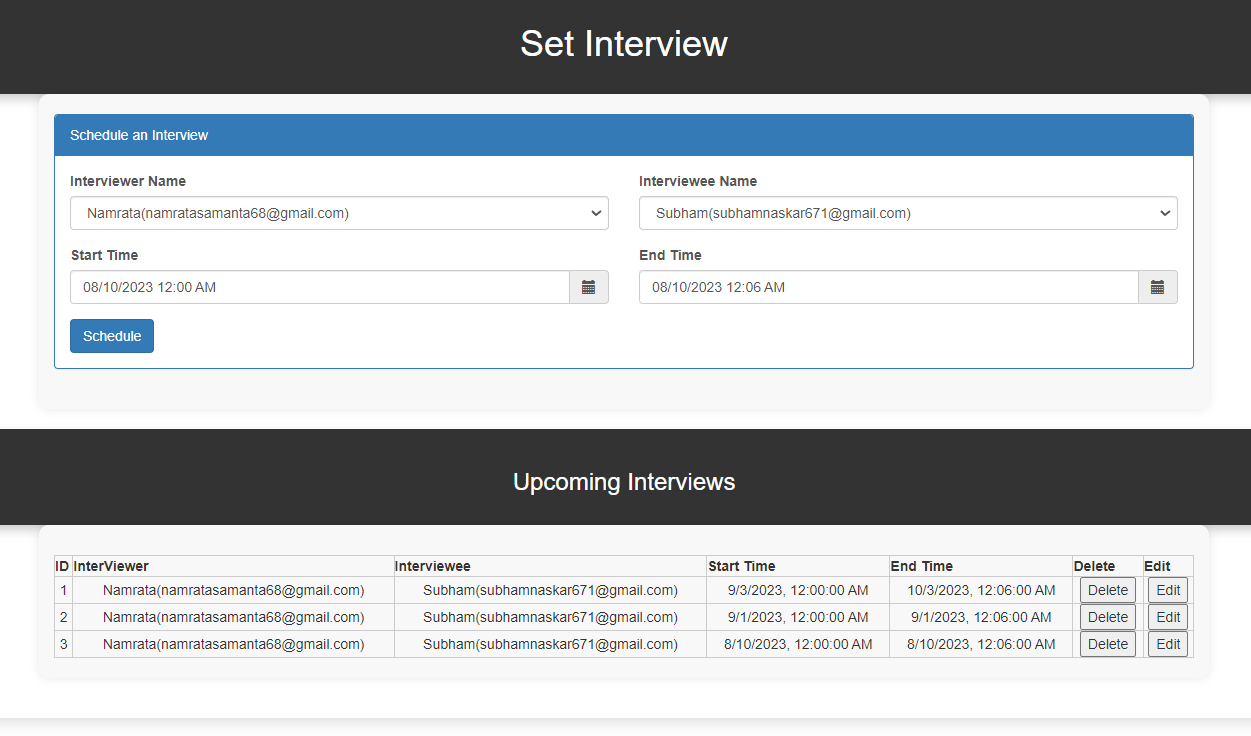 Set Interview
Schedule an Interview
Interviewer Name Interviewee Name
Namrata(namratasamanta68@gmail.com) Subham(subhamnaskar671@gmail.com)
Start Time End Time
08/10/2023 12:00 AM 08/10/2023 12:06 AM
Schedule
Upcoming Interviews
ID InterViewer Interviewee Start Time End Time Delete Edit
1 Namrata(namratasamanta68@gmail.com) Subham(subhamnaskar671@gmail.com) 9/3/2023, 12:00:00 AM 10/3/2023, 12:06:00 AM Delete Edit
2 Namrata(namratasamanta68@gmail.com) Subham(subhamnaskar671@gmail.com) 9/1/2023, 12:00:00 AM 9/1/2023, 12:06:00 AM Delete Edit
3 Namrata(namratasamanta68@gmail.com) Subham(subhamnaskar671@gmail.com) 8/10/2023, 12:00:00 AM 8/10/2023, 12:06:00 AM Delete Edit